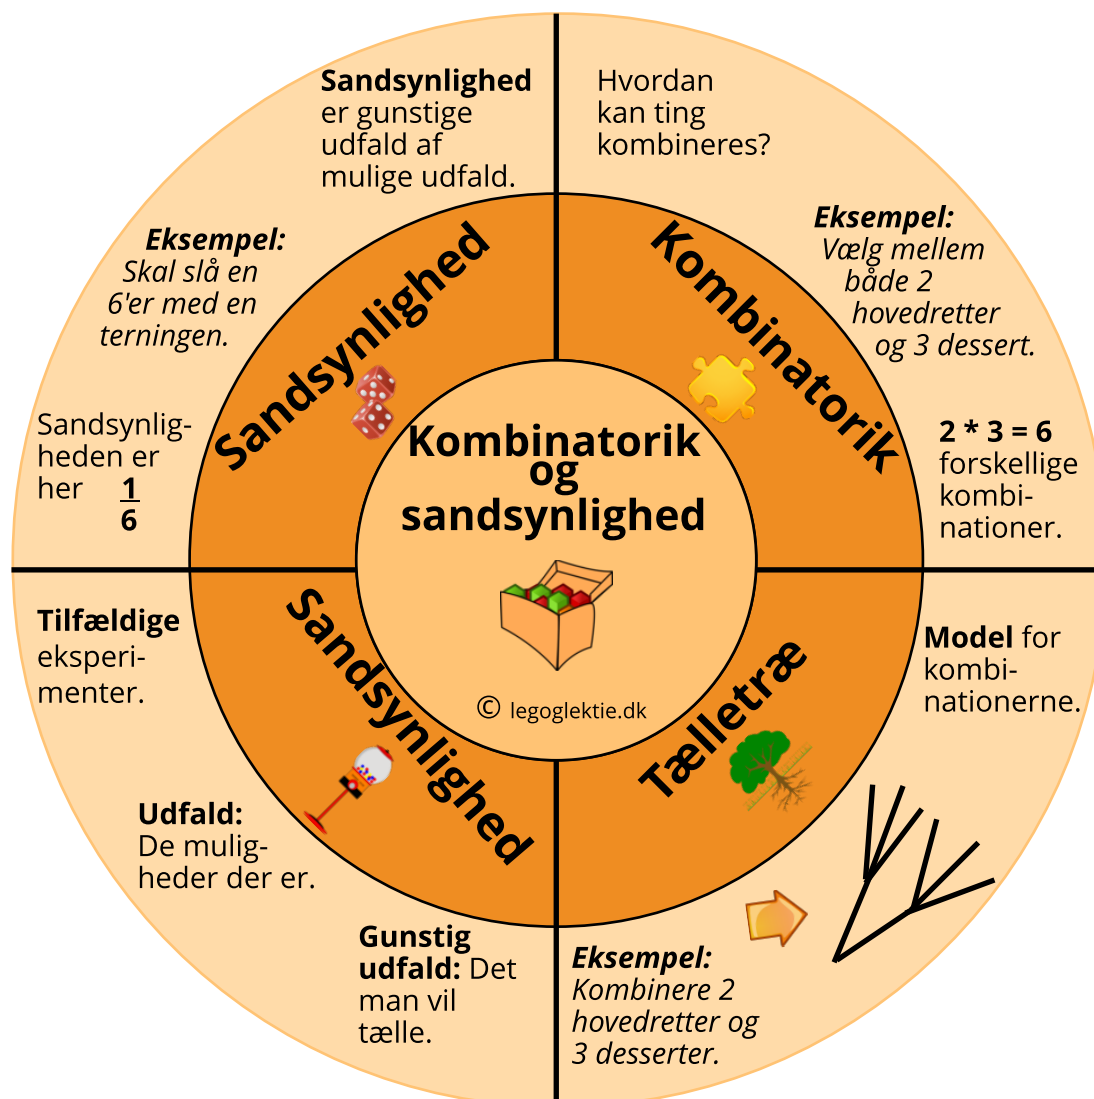 Kombinatorik
og
sandsynlighed
© legoglektie.dk
Sandsynlighed
Sandsynlighed
er gunstige
udfald af
mulige udfald.
Eksempel:
Skal slå en
6'er med en
terningen.
Sandsynlig-
heden er
her 1
6
Kombinatorik
Hvordan
kan ting
kombineres?
Eksempel:
Vælg mellem
både 2
hovedretter
og 3 dessert.
2 * 3 = 6
forskellige
kombi-
nationer.
Sandsynlighed
Tilfældige
eksperi-
menter.
Udfald:
De mulig-
heder der er.
Gunstig
udfald: Det
man vil
tælle.
Tælletræ
Model for
kombi-
nationerne.
Eksempel:
Kombinere 2
hovedretter og
3 desserter.